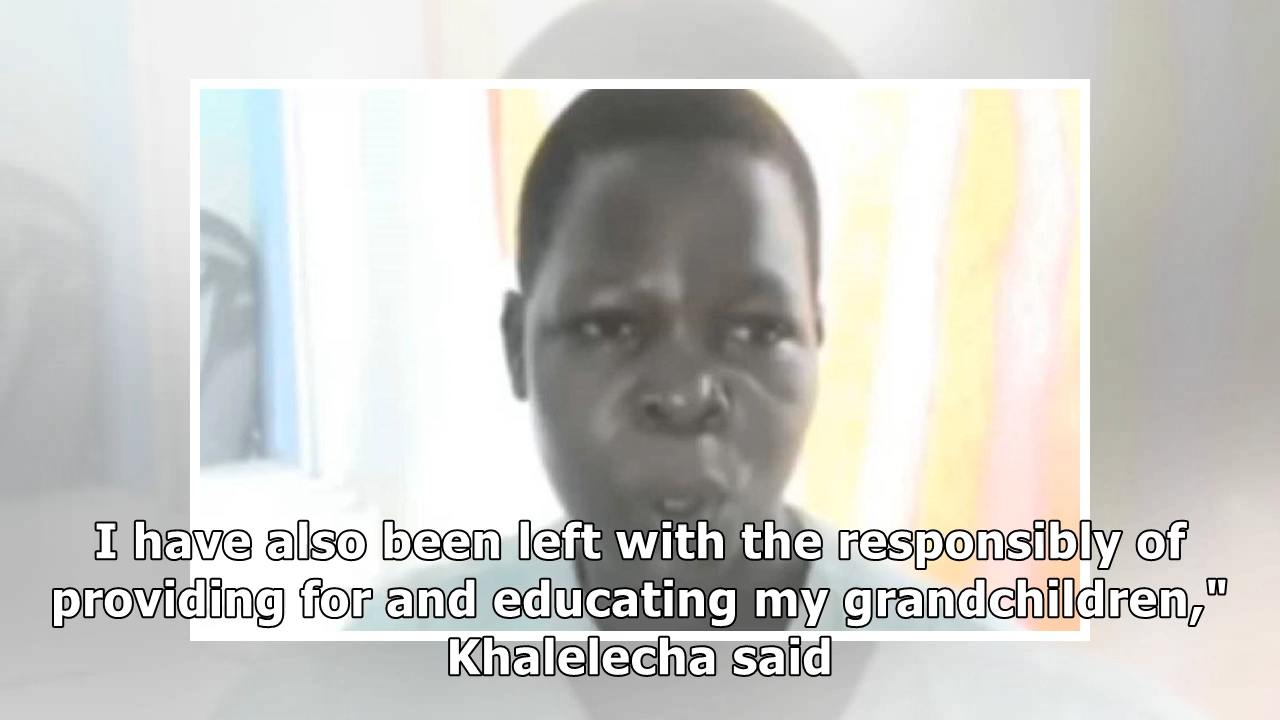 I have also been left with the responsibly of
providing for and educating my grandchildren,"
Khalelecha said